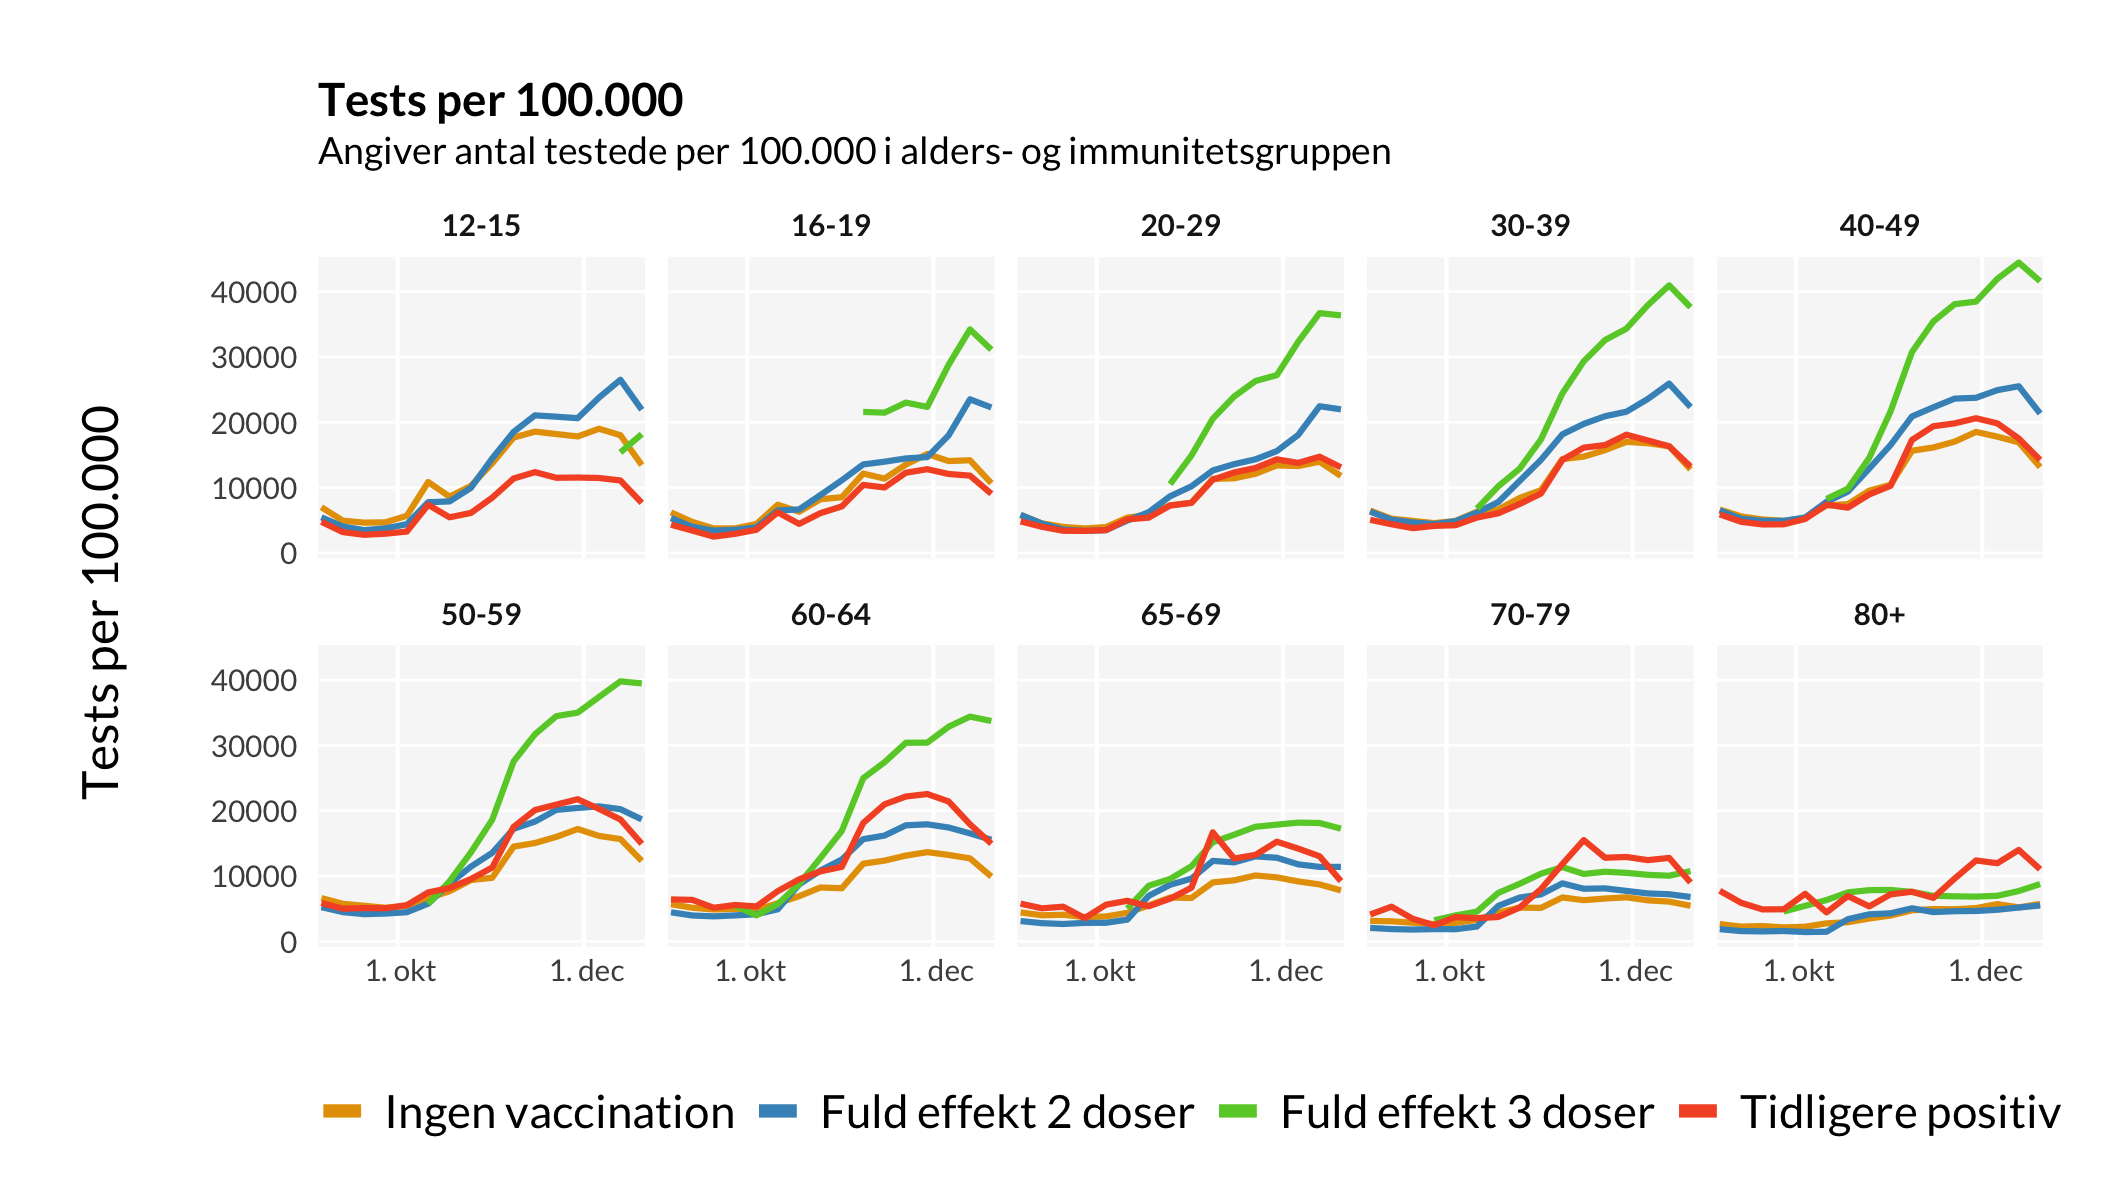 Tests per 100.000
Angiver antal testede per 100.000 i alders- og immunitetsgruppen
Tests per 100.000
12-15 16-19 20-29 30-39 40-49
40000
30000
20000
10000
0
50-59 60-64 65-69 70-79 80+
40000
30000
20000
10000
0
1. okt 1. dec 1. okt 1. dec 1. okt 1. dec 1. okt 1. dec 1. okt 1. dec
Ingen vaccination Fuld effekt 2 doser Fuld effekt 3 doser Tidligere positiv